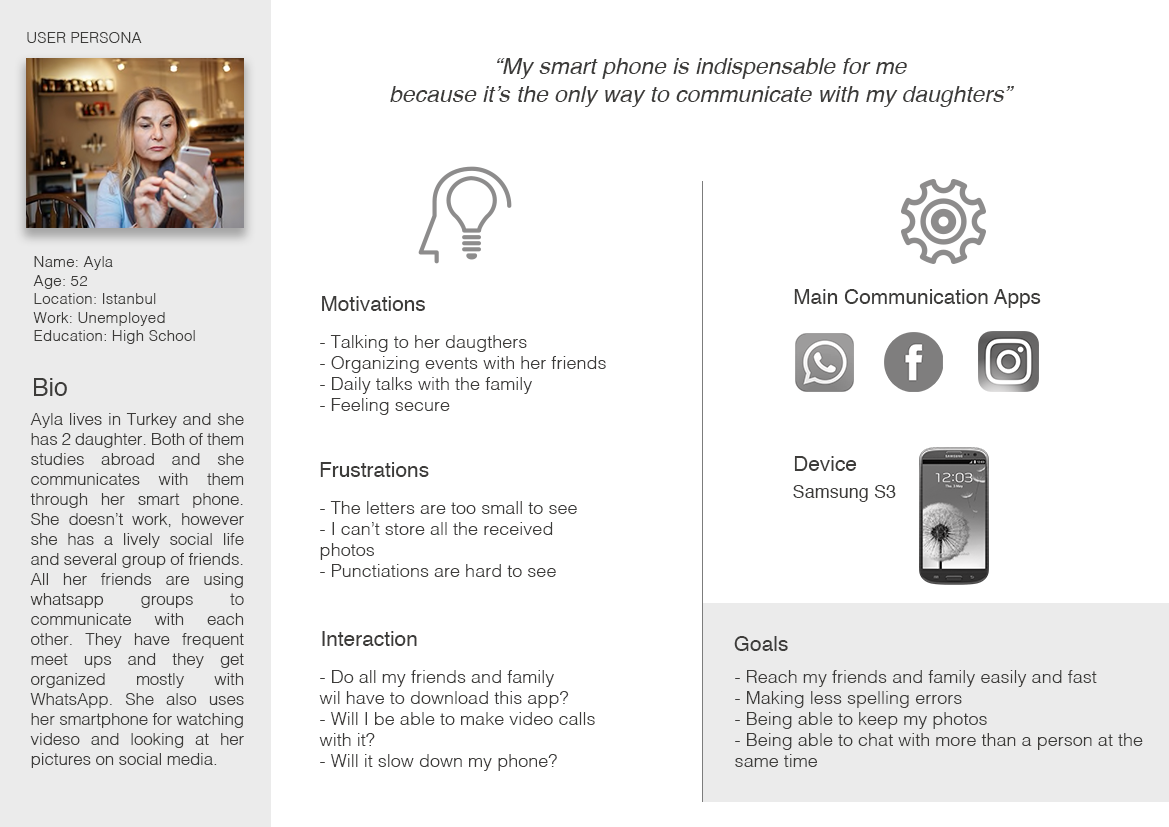 USER PERSONA
Name: Ayla
Age: 52
Location: Istanbul
Work: Unemployed
Education: High School
Bio
Ayla lives in Turkey and she
has 2 daughter. Both of them
studies abroad and she
communicates with them
through her smart phone.
She doesn’t work, however
she has a lively social life
and several group of friends.
All her friends are using
whatsapp groups to
communicate with each
other. They have frequent
meet ups and they get
organized mostly with
WhatsApp. She also uses
her smartphone for watching
videso and looking at her
pictures on social media.
“My smart phone is indispensable for me
because it’s the only way to communicate with my daughters”
Motivations
- Talking to her daugthers
- Organizing events with her friends
- Daily talks with the family
- Feeling secure
Frustrations
- The letters are too small to see
- I can’t store all the received
photos
- Punctiations are hard to see
Interaction
- Do all my friends and family
wil have to download this app?
- Will I be able to make video calls
with it?
- Will it slow down my phone?
Main Communication Apps
f
Device
Samsung S3
SAMSUNG
12:03
Thu, 3 May
Goals
- Reach my friends and family easily and fast
- Making less spelling errors
- Being able to keep my photos
- Being able to chat with more than a person at the
same time